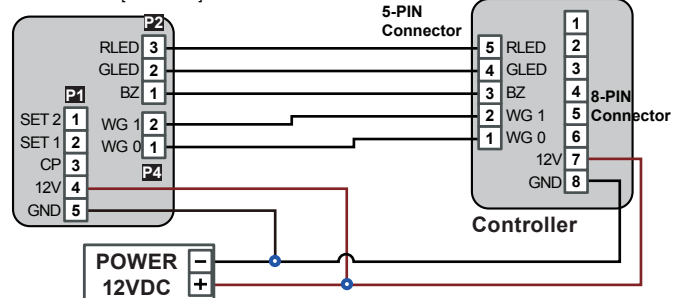 5-PIN
Connector
P2
RLED 3
GLED 2
BZ 1
P1
SET 2 1
SET 1 2
CP 3
12V 4
GND 5
WG 1 2
WG 0 1
P4
5 RLED
4 GLED
3 BZ
2 WG 1
1 WG 0
1
2
3
4
5
6
12V 7
GND 8
8-PIN
Connector
Controller
POWER −
12VDC +